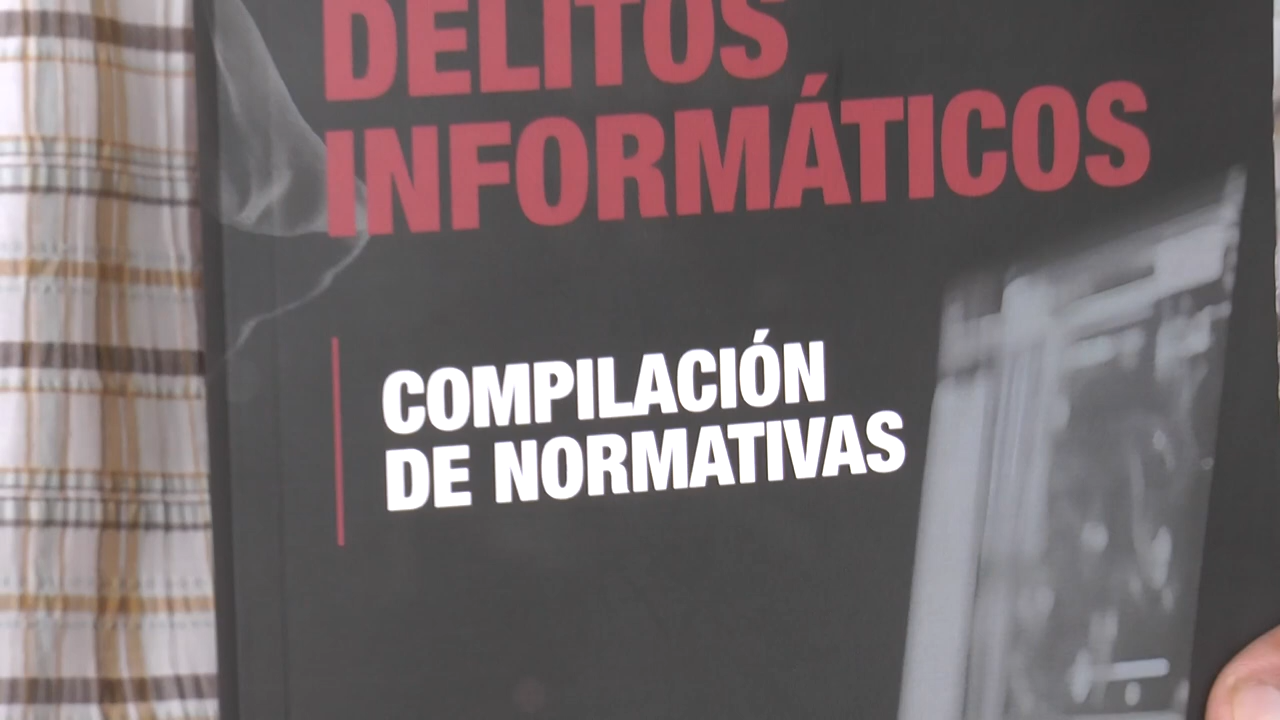 DELITOS
INFORMÁTICOS
COMPILACIÓN
DE NORMATIVAS